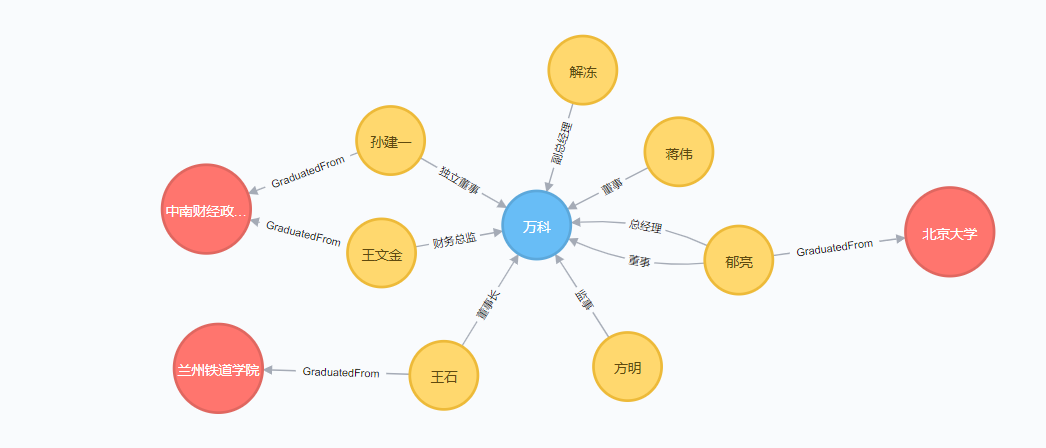 解冻
副总经理
孙建一
蒋伟
GraduatedFrom
独立董事
董事
中南财经政…
万科
总经理
北京大学
GraduatedFrom
王文金
财务总监
董事
郁亮
GraduatedFrom
董事长
监事
兰州铁道学院
GraduatedFrom
王石
方明